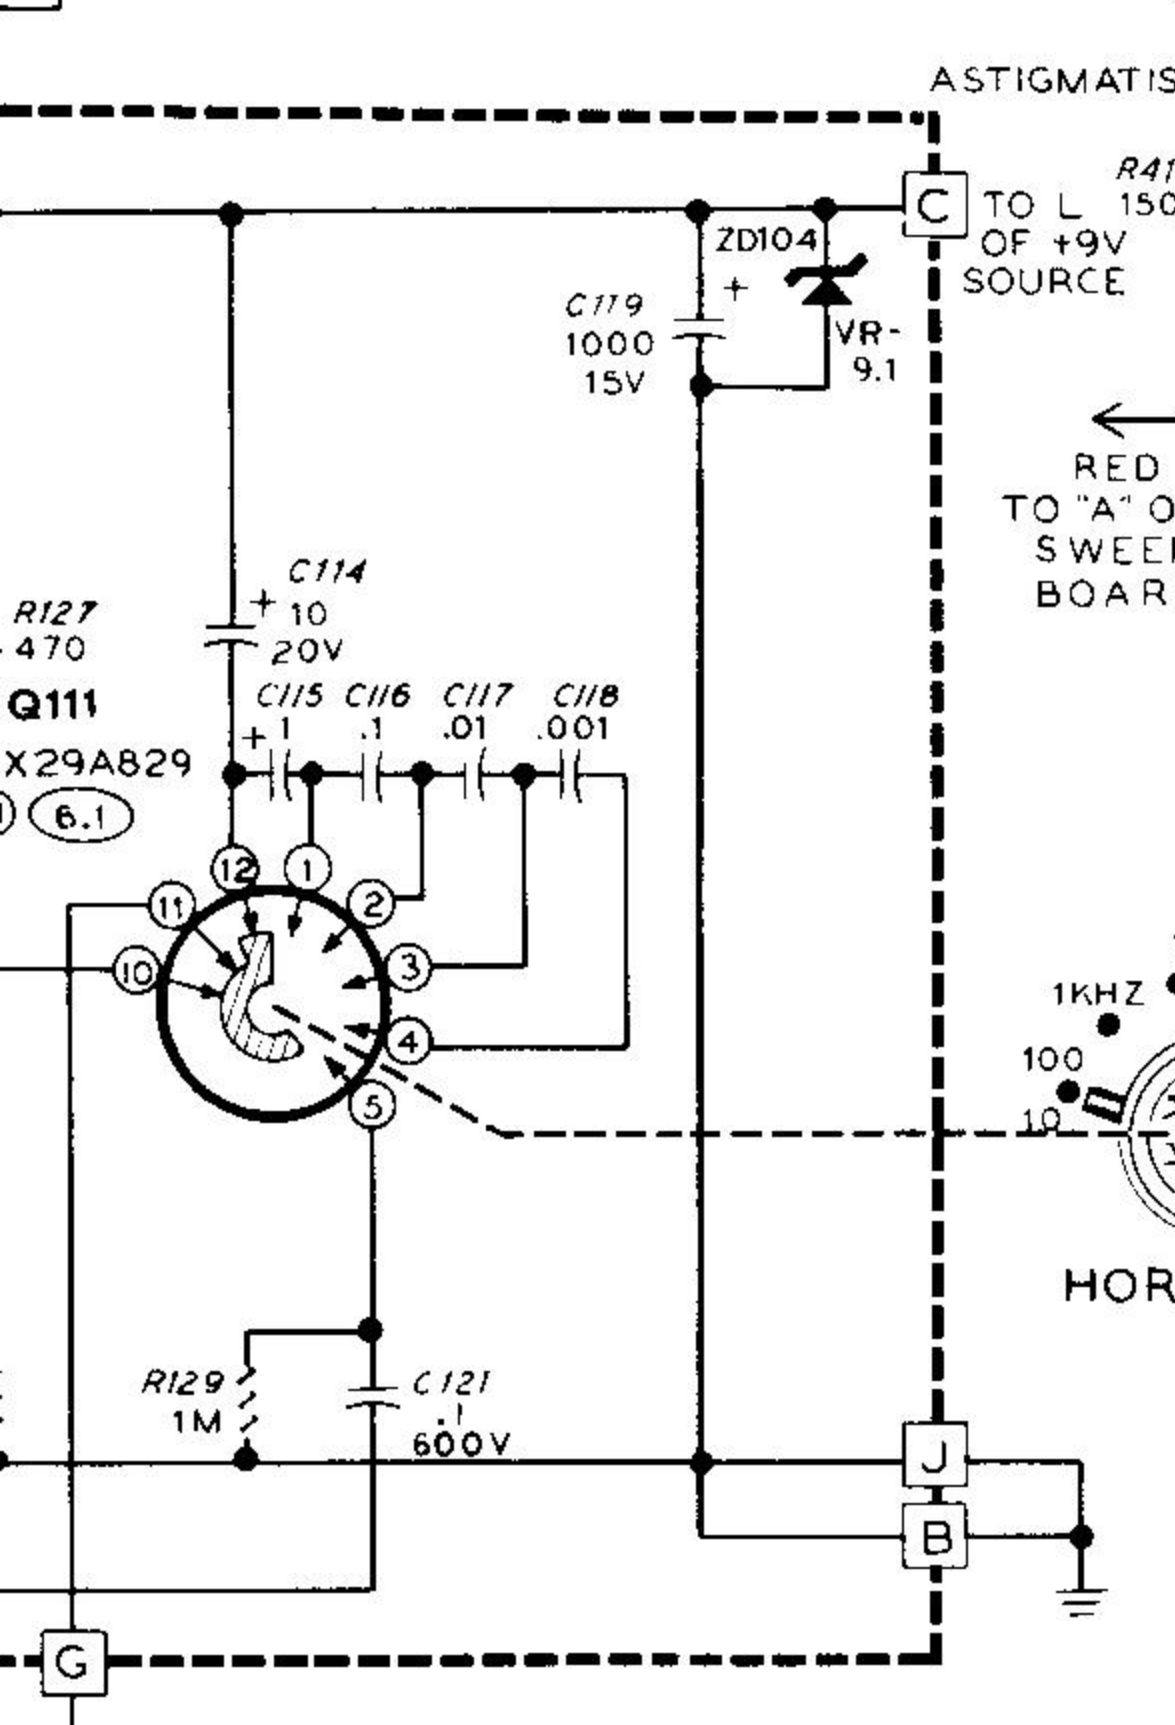 ASTIGMATIS
R41
150
C
TO L
OF +9V
SOURCE
ZD104
+
C119
1000
15V
VR-
9.1
RED
TO "A" O
SWEE
BOAR
C114
+ 10
20V
R127
470
Q111
X29A829
6.1
C115 C116 C117 C118
+ 1 .1 .01 .001
12 1
11 2
10 3
4
5
1KHZ
100
10
HOR
R129
1M
C121
.1
600V
J
B
G